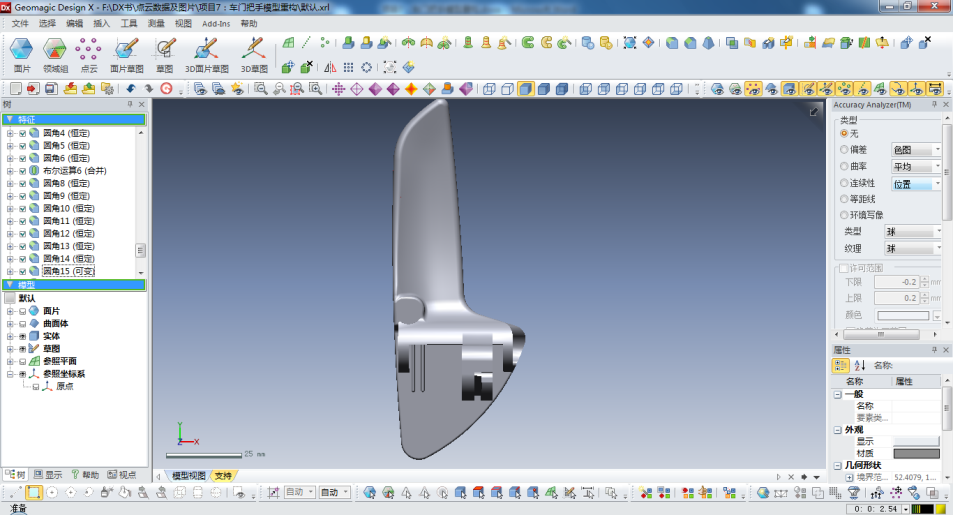 Geomagic Design X - F:\DX书\点云数据及图片\项目7：车门把手模型重构\默认.xrl
文件 选择 编辑 插入 工具 菜单 测量 视图 Add-Ins 帮助
面片 领域组 点云 面片草图 草图 3D面片草图 3D草图
树
特征
圆角4 (恒定)
圆角5 (恒定)
圆角6 (恒定)
布尔运算6 (合并)
圆角8 (恒定)
圆角9 (恒定)
圆角10 (恒定)
圆角11 (恒定)
圆角12 (恒定)
圆角13 (恒定)
圆角14 (恒定)
圆角15 (可变)
模型
默认
面片
曲面体
实体
草图
参照平面
参照坐标系
原点
树 显示 帮助 视点
Y
Z X
25 mm
模型视图 支持
Accuracy Analyzer(TM)
类型
无
偏差 色图
曲率 平均
连续性 位置
等距线
环境写像
类型 球
纹理 球
许可范围
下限 -0.2 mm
上限 0.2 mm
颜色
属性
名称:
名称 属性
一般
名称
要素类...
外观
显示
材质
几何形状
境界范... 52.4079, 1...
自动 自动
准备
0: 0: 2.54